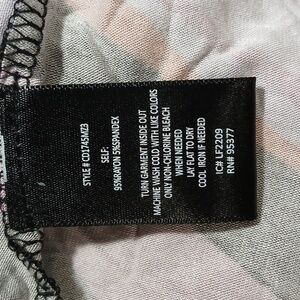 STYLE # CD1745MZ3
SELF:
95%RAYON 5%SPANDEX
TURN GARMENT INSIDE OUT
MACHINE WASH COLD WITH LIKE COLORS
ONLY NON-CHLORINE BLEACH
WHEN NEEDED
LAY FLAT TO DRY
COOL IRON IF NEEDED
IC# LF2209
RN# 95377